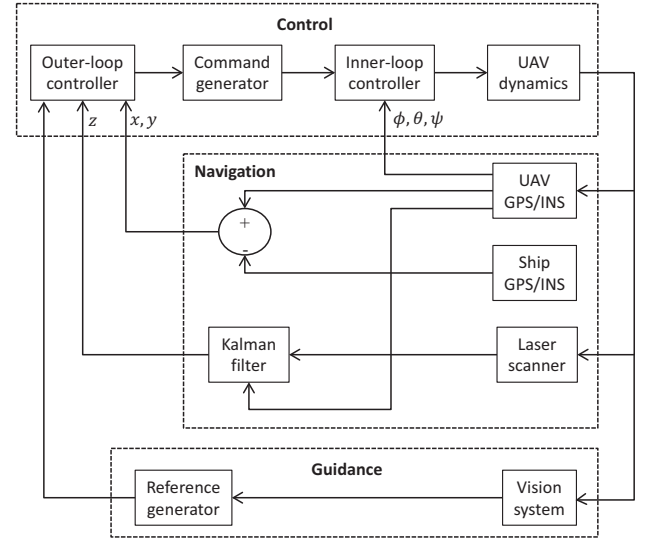 Control
Outer-loop
controller
Command
generator
Inner-loop
controller
UAV
dynamics
z
x, y
ϕ, θ, ψ
Navigation
UAV
GPS/INS
+
-
Ship
GPS/INS
Kalman
filter
Laser
scanner
Guidance
Reference
generator
Vision
system